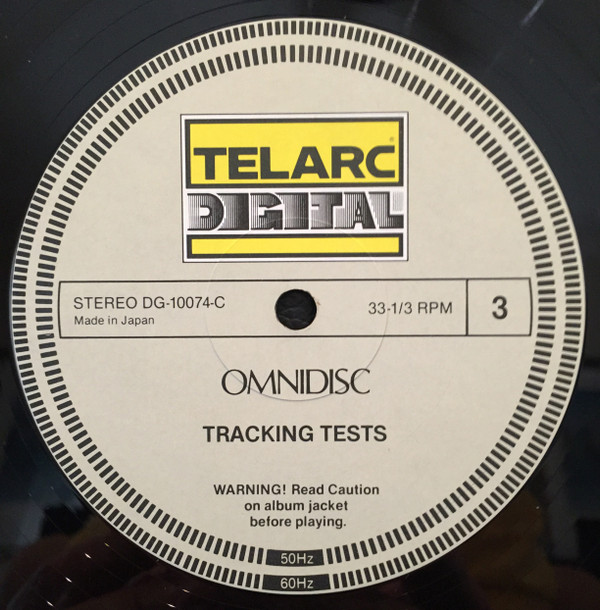 TELARC®
DIGITAL
STEREO DG-10074-C
Made in Japan
33-1/3 RPM
3
OMNIDISC
TRACKING TESTS
WARNING! Read Caution
on album jacket
before playing.
50Hz
60Hz